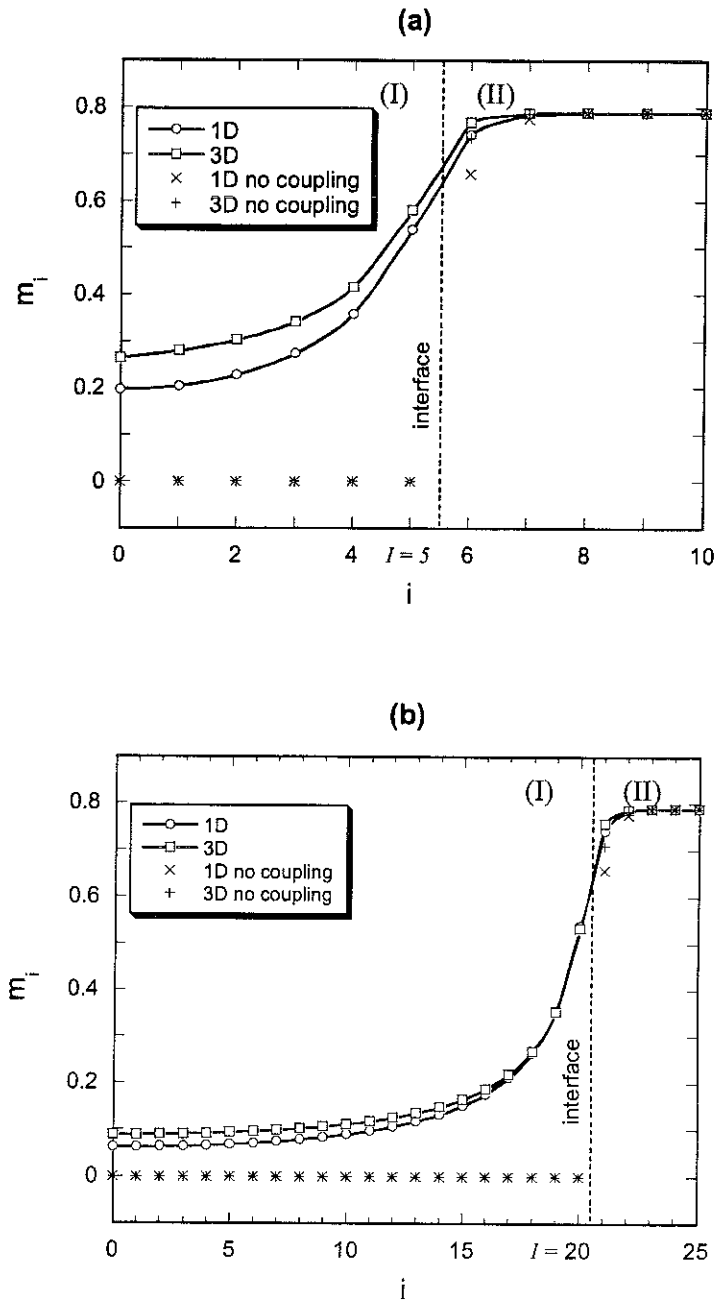 (a)
(I)
(II)
0.8
1D
3D
1D no coupling
3D no coupling
0.6
m_i
0.4
interface
0.2
0
0 2 4 I = 5 6 8 10
i
(b)
(I)
(II)
0.8
1D
3D
1D no coupling
3D no coupling
0.6
m_i
0.4
interface
0.2
0
0 5 10 15 I = 20 25
i